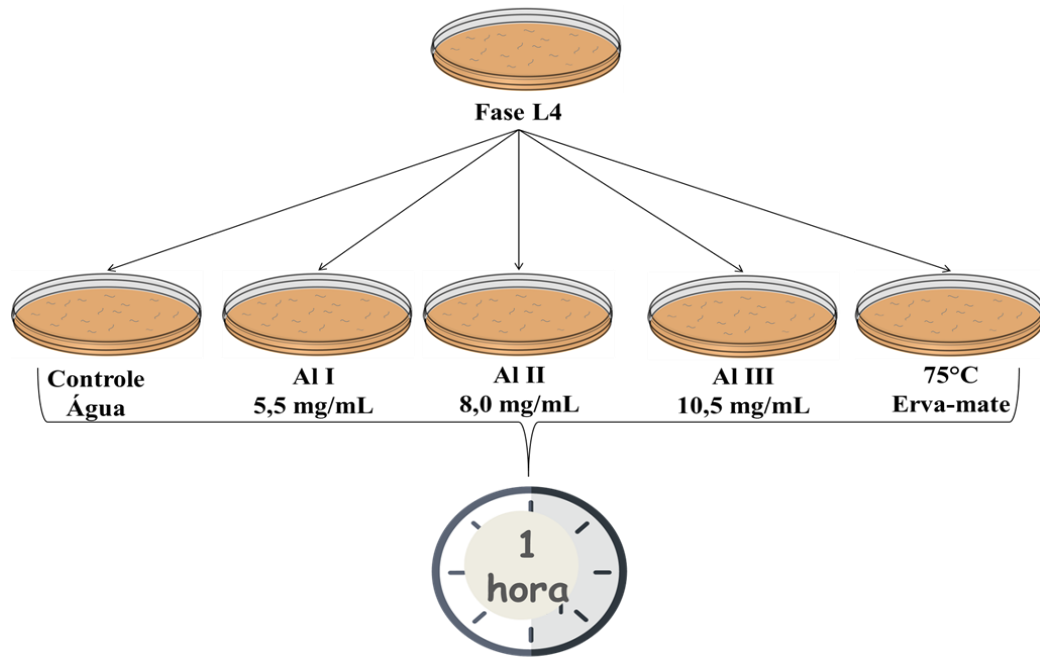 Fase L4
Controle
Água
Al I
5,5 mg/mL
Al II
8,0 mg/mL
Al III
10,5 mg/mL
75°C
Erva-mate
1
hora